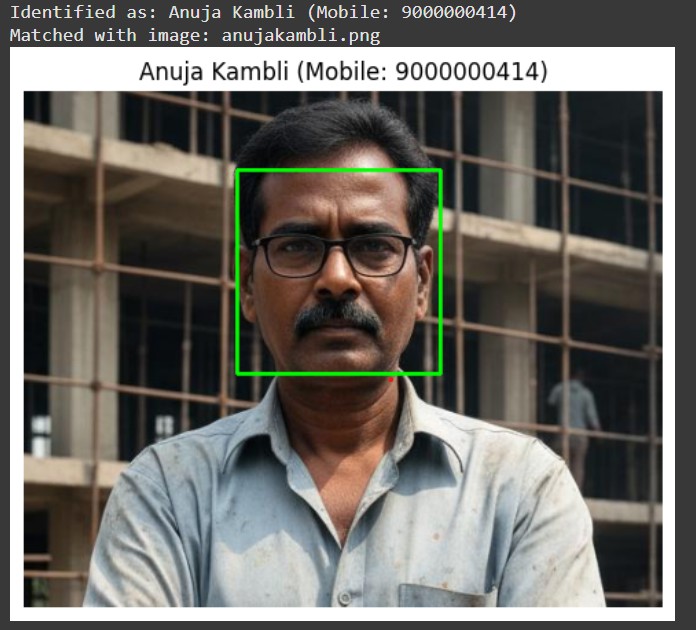 Identified as: Anuja Kambli (Mobile: 9000000414)
Matched with image: anujakambli.png
Anuja Kambli (Mobile: 9000000414)